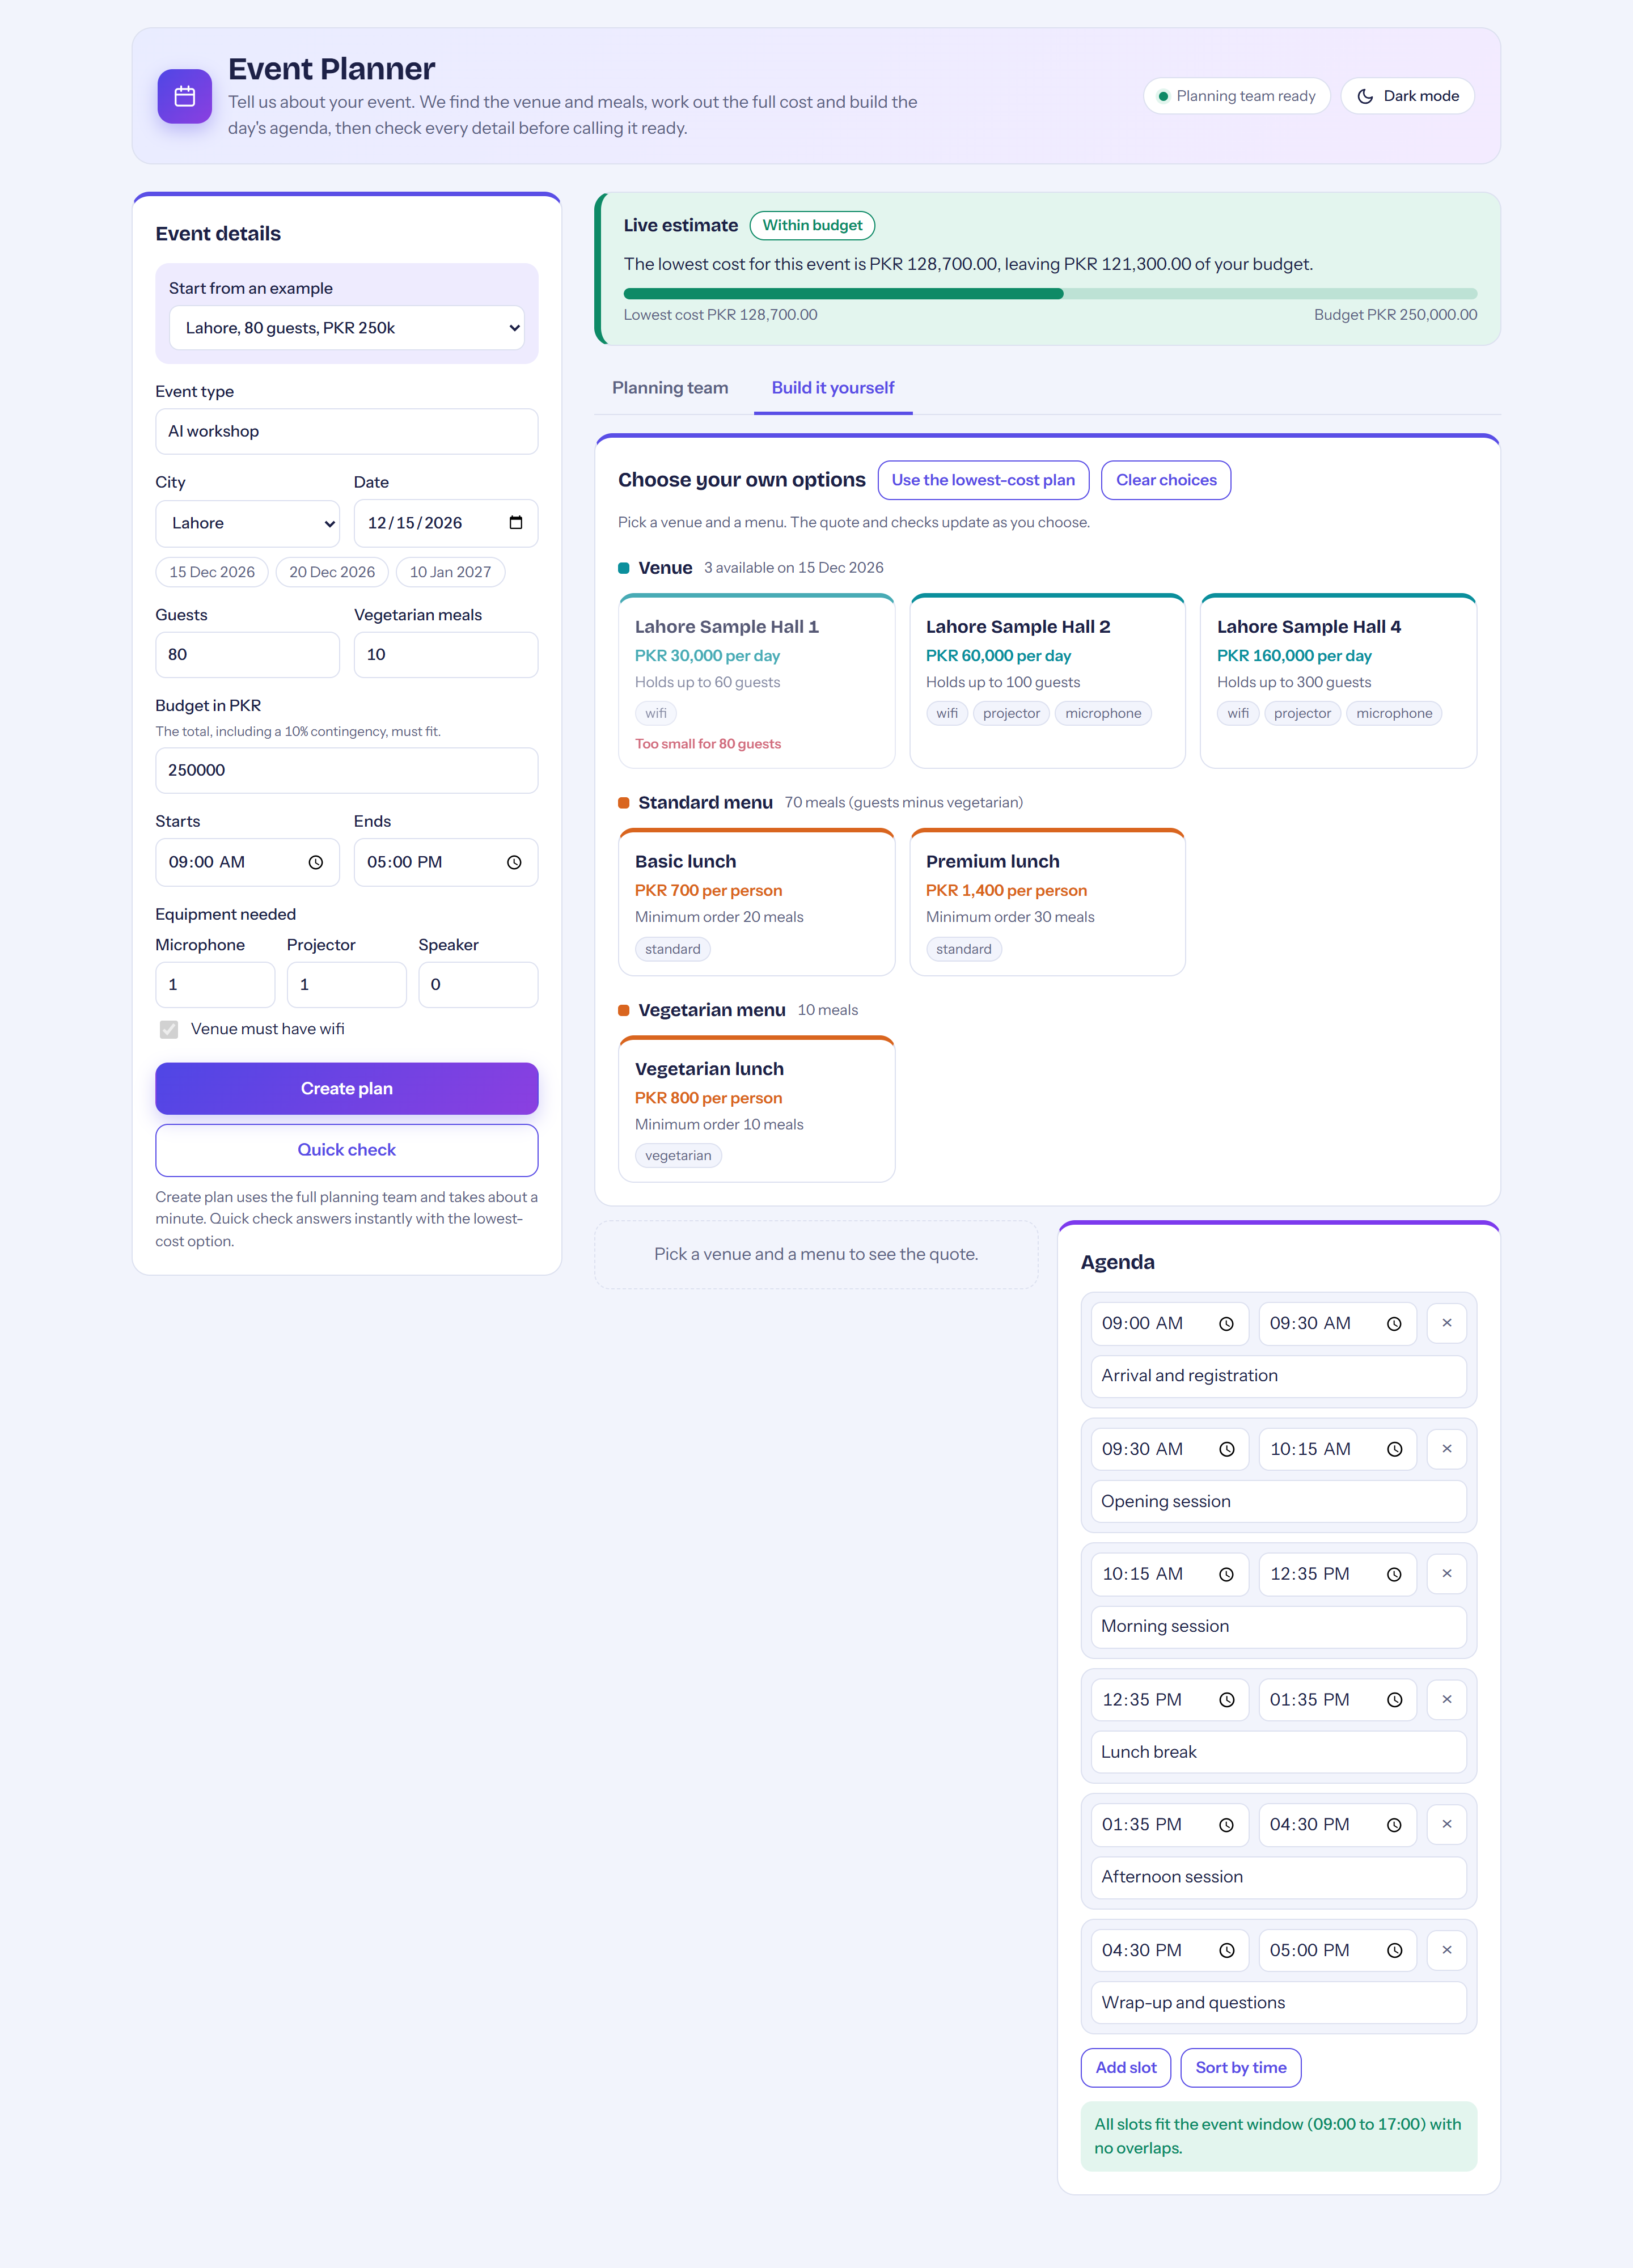 Event Planner
Tell us about your event. We find the venue and meals, work out the full cost and build the
day's agenda, then check every detail before calling it ready.
Planning team ready
Dark mode
Event details
Start from an example
Lahore, 80 guests, PKR 250k
Event type
AI workshop
City
Date
Lahore
12/15/2026
15 Dec 2026
20 Dec 2026
10 Jan 2027
Guests
Vegetarian meals
80
10
Budget in PKR
The total, including a 10% contingency, must fit.
250000
Starts
Ends
09:00 AM
05:00 PM
Equipment needed
Microphone
Projector
Speaker
1
1
0
Venue must have wifi
Create plan
Quick check
Create plan uses the full planning team and takes about a
minute. Quick check answers instantly with the lowest-
cost option.
Live estimate
Within budget
The lowest cost for this event is PKR 128,700.00, leaving PKR 121,300.00 of your budget.
Lowest cost PKR 128,700.00
Budget PKR 250,000.00
Planning team
Build it yourself
Choose your own options
Use the lowest-cost plan
Clear choices
Pick a venue and a menu. The quote and checks update as you choose.
Venue
3 available on 15 Dec 2026
Lahore Sample Hall 1
PKR 30,000 per day
Holds up to 60 guests
wifi
Too small for 80 guests
Lahore Sample Hall 2
PKR 60,000 per day
Holds up to 100 guests
wifi
projector
microphone
Lahore Sample Hall 4
PKR 160,000 per day
Holds up to 300 guests
wifi
projector
microphone
Standard menu
70 meals (guests minus vegetarian)
Basic lunch
PKR 700 per person
Minimum order 20 meals
standard
Premium lunch
PKR 1,400 per person
Minimum order 30 meals
standard
Vegetarian menu
10 meals
Vegetarian lunch
PKR 800 per person
Minimum order 10 meals
vegetarian
Pick a venue and a menu to see the quote.
Agenda
09:00 AM
09:30 AM
×
Arrival and registration
09:30 AM
10:15 AM
×
Opening session
10:15 AM
12:35 PM
×
Morning session
12:35 PM
01:35 PM
×
Lunch break
01:35 PM
04:30 PM
×
Afternoon session
04:30 PM
05:00 PM
×
Wrap-up and questions
Add slot
Sort by time
All slots fit the event window (09:00 to 17:00) with
no overlaps.